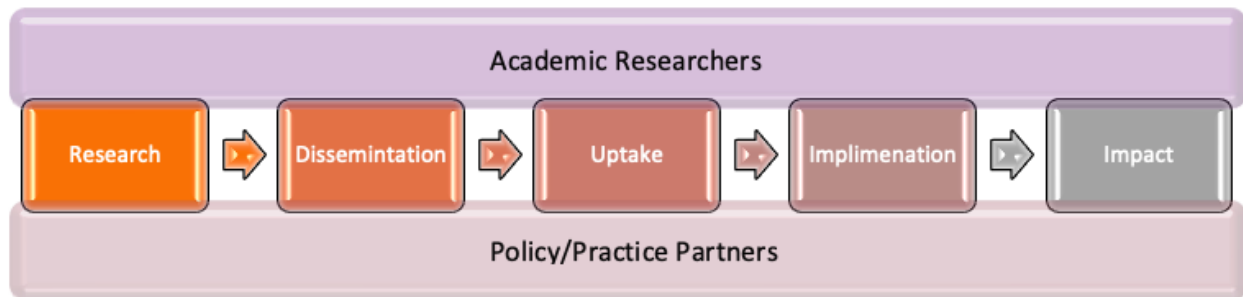 Academic Researchers
Research
Dissemintation
Uptake
Implimenation
Impact
Policy/Practice Partners